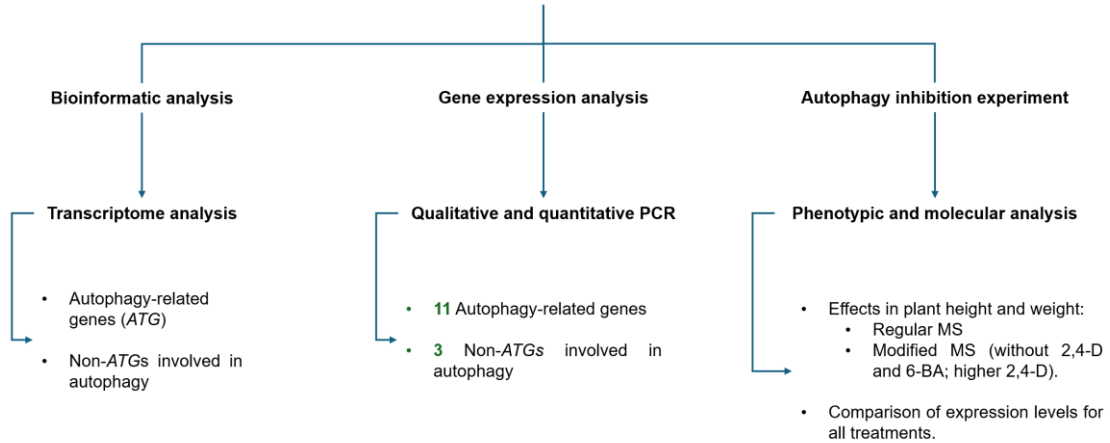 Bioinformatic analysis
Gene expression analysis
Autophagy inhibition experiment
Transcriptome analysis
Qualitative and quantitative PCR
Phenotypic and molecular analysis
• Autophagy-related
genes (ATG)
• Non-ATGs involved in
autophagy
• 11 Autophagy-related genes
• 3 Non-ATGs involved in
autophagy
• Effects in plant height and weight:
• Regular MS
• Modified MS (without 2,4-D
and 6-BA; higher 2,4-D).
• Comparison of expression levels for
all treatments.